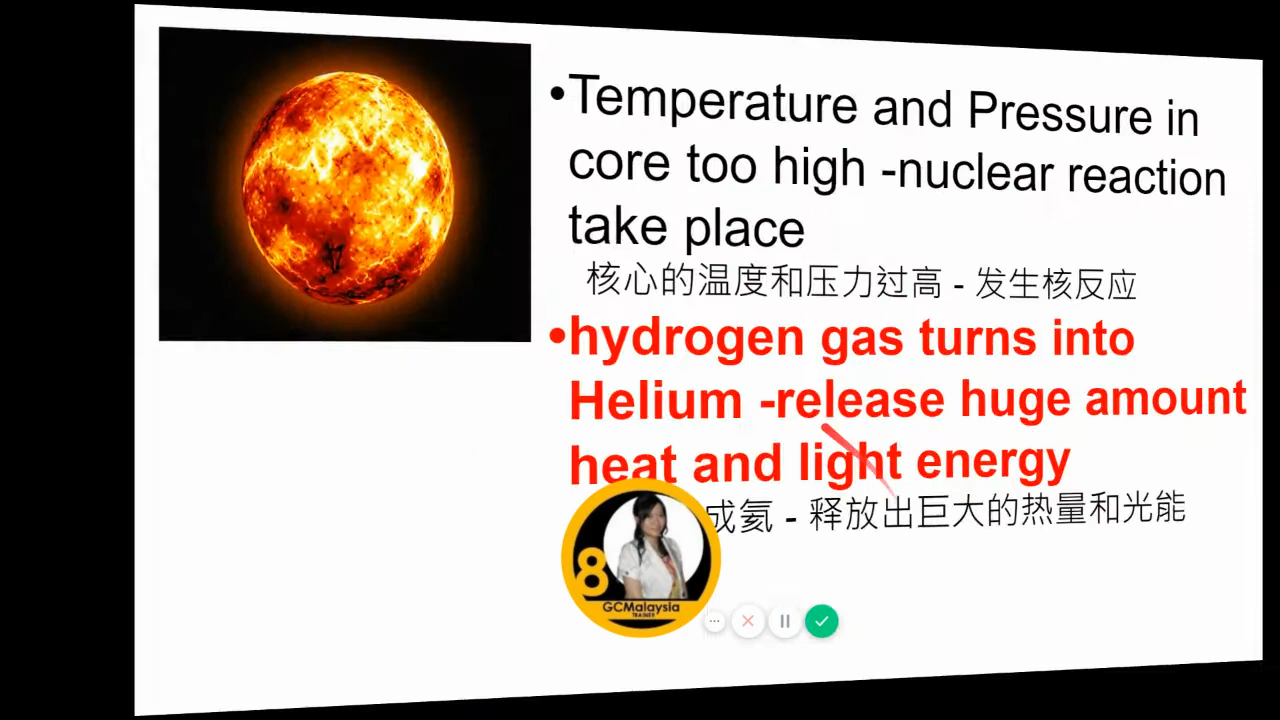 •Temperature and Pressure in
core too high -nuclear reaction
take place
核心的温度和压力过高 - 发生核反应
•hydrogen gas turns into
Helium -release huge amount
heat and light energy
成氦 - 释放出巨大的热量和光能
8
GCMalaysia
TRAINER